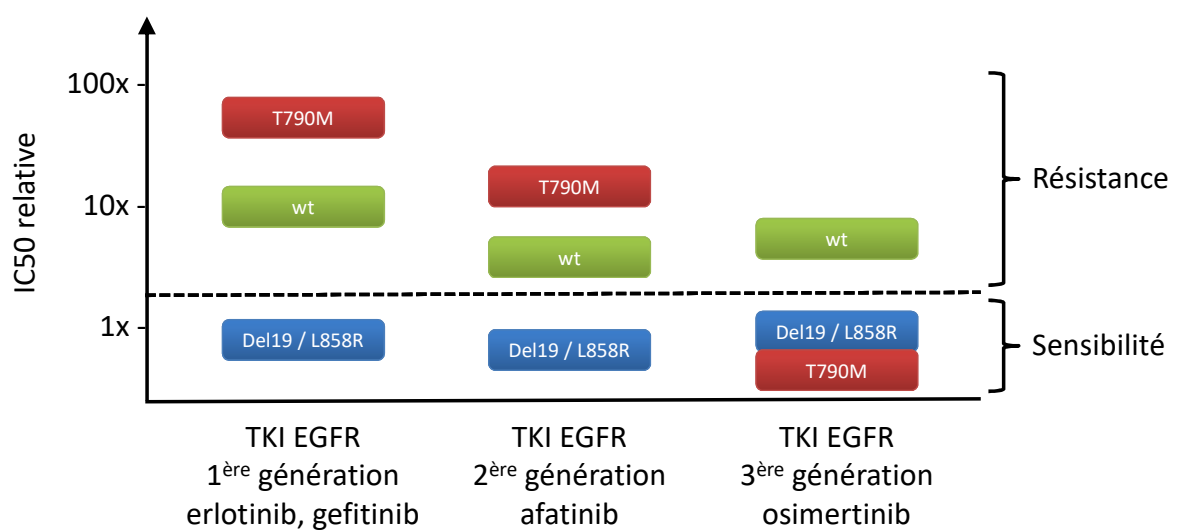 IC50 relative
100x
10x
1x
T790M
wt
Del19 / L858R
T790M
wt
Del19 / L858R
wt
Del19 / L858R
T790M
Résistance
Sensibilité
TKI EGFR
1ère génération
erlotinib, gefitinib
TKI EGFR
2ère génération
afatinib
TKI EGFR
3ère génération
osimertinib